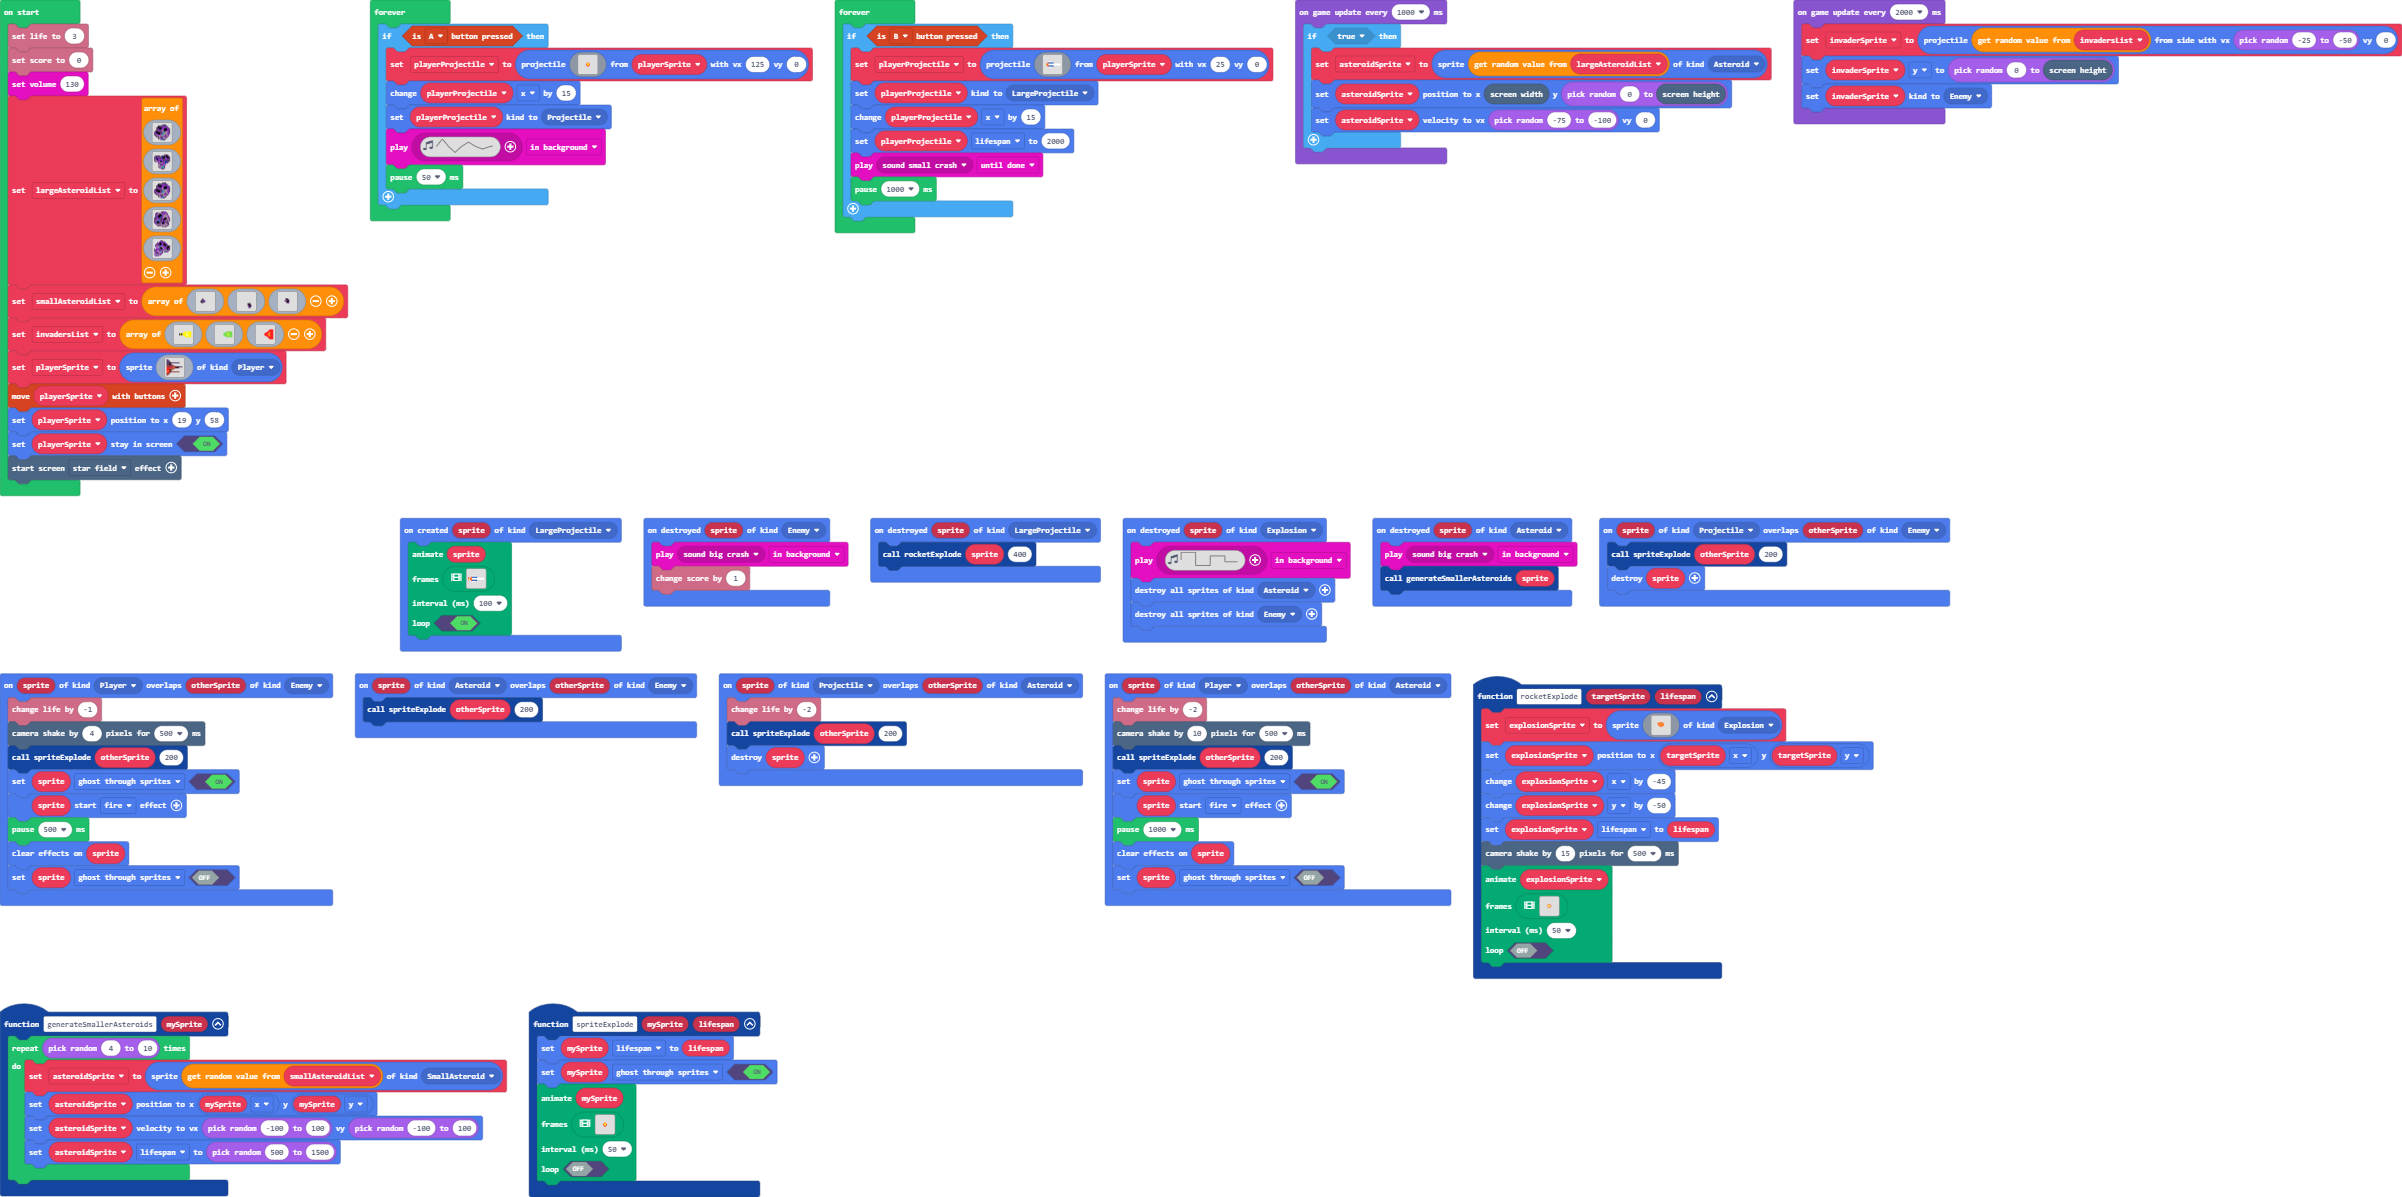 on start
set life to 3
set score to 0
set volume 130
set largeAsteroidList to array of
set smallAsteroidList to array of
set invadersList to array of
set playerSprite to sprite of kind Player
move playerSprite with buttons
set playerSprite position to x 19 y 58
set playerSprite stay in screen ON
start screen star field effect
forever
if is A button pressed then
set playerProjectile to projectile from playerSprite with vx 125 vy 0
change playerProjectile x by 15
set playerProjectile kind to Projectile
play in background
pause 50 ms
forever
if is B button pressed then
set playerProjectile to projectile from playerSprite with vx 25 vy 0
set playerProjectile kind to LargeProjectile
change playerProjectile x by 15
set playerProjectile lifespan to 2000
play sound small crash until done
pause 1000 ms
on game update every 1000 ms
if true then
set asteroidSprite to sprite get random value from largeAsteroidList of kind Asteroid
set asteroidSprite position to x screen width y pick random 0 to screen height
set asteroidSprite velocity to vx pick random -75 to -100 vy 0
on game update every 2000 ms
set invaderSprite to projectile get random value from invadersList from side with vx pick random -25 to -50 vy 0
set invaderSprite y to pick random 0 to screen height
set invaderSprite kind to Enemy
on created sprite of kind LargeProjectile
animate sprite
frames
interval (ms) 100
loop ON
on destroyed sprite of kind Enemy
play sound big crash in background
change score by 1
on destroyed sprite of kind LargeProjectile
call rocketExplode sprite 400
on destroyed sprite of kind Explosion
play in background
destroy all sprites of kind Asteroid
destroy all sprites of kind Enemy
on destroyed sprite of kind Asteroid
play sound big crash in background
call generateSmallerAsteroids sprite
on sprite of kind Projectile overlaps otherSprite of kind Enemy
call spriteExplode otherSprite 200
destroy sprite
on sprite of kind Player overlaps otherSprite of kind Enemy
change life by -1
camera shake by 4 pixels for 500 ms
call spriteExplode otherSprite 200
set sprite ghost through sprites ON
sprite start fire effect
pause 500 ms
clear effects on sprite
set sprite ghost through sprites OFF
on sprite of kind Asteroid overlaps otherSprite of kind Enemy
call spriteExplode otherSprite 200
on sprite of kind Projectile overlaps otherSprite of kind Asteroid
change life by -2
call spriteExplode otherSprite 200
destroy sprite
on sprite of kind Player overlaps otherSprite of kind Asteroid
change life by -2
camera shake by 10 pixels for 500 ms
call spriteExplode otherSprite 200
set sprite ghost through sprites ON
sprite start fire effect
pause 1000 ms
clear effects on sprite
set sprite ghost through sprites OFF
function rocketExplode targetSprite lifespan
set explosionSprite to sprite of kind Explosion
set explosionSprite position to x targetSprite x y targetSprite y
change explosionSprite x by -45
change explosionSprite y by -50
set explosionSprite lifespan to lifespan
camera shake by 15 pixels for 500 ms
animate explosionSprite
frames
interval (ms) 50
loop OFF
function generateSmallerAsteroids mySprite
repeat pick random 4 to 10 times
do
set asteroidSprite to sprite get random value from smallAsteroidList of kind SmallAsteroid
set asteroidSprite position to x mySprite x y mySprite y
set asteroidSprite velocity to vx pick random -100 to 100 vy pick random -100 to 100
set asteroidSprite lifespan to pick random 500 to 1500
function spriteExplode mySprite lifespan
set mySprite lifespan to lifespan
set mySprite ghost through sprites ON
animate mySprite
frames
interval (ms) 50
loop OFF